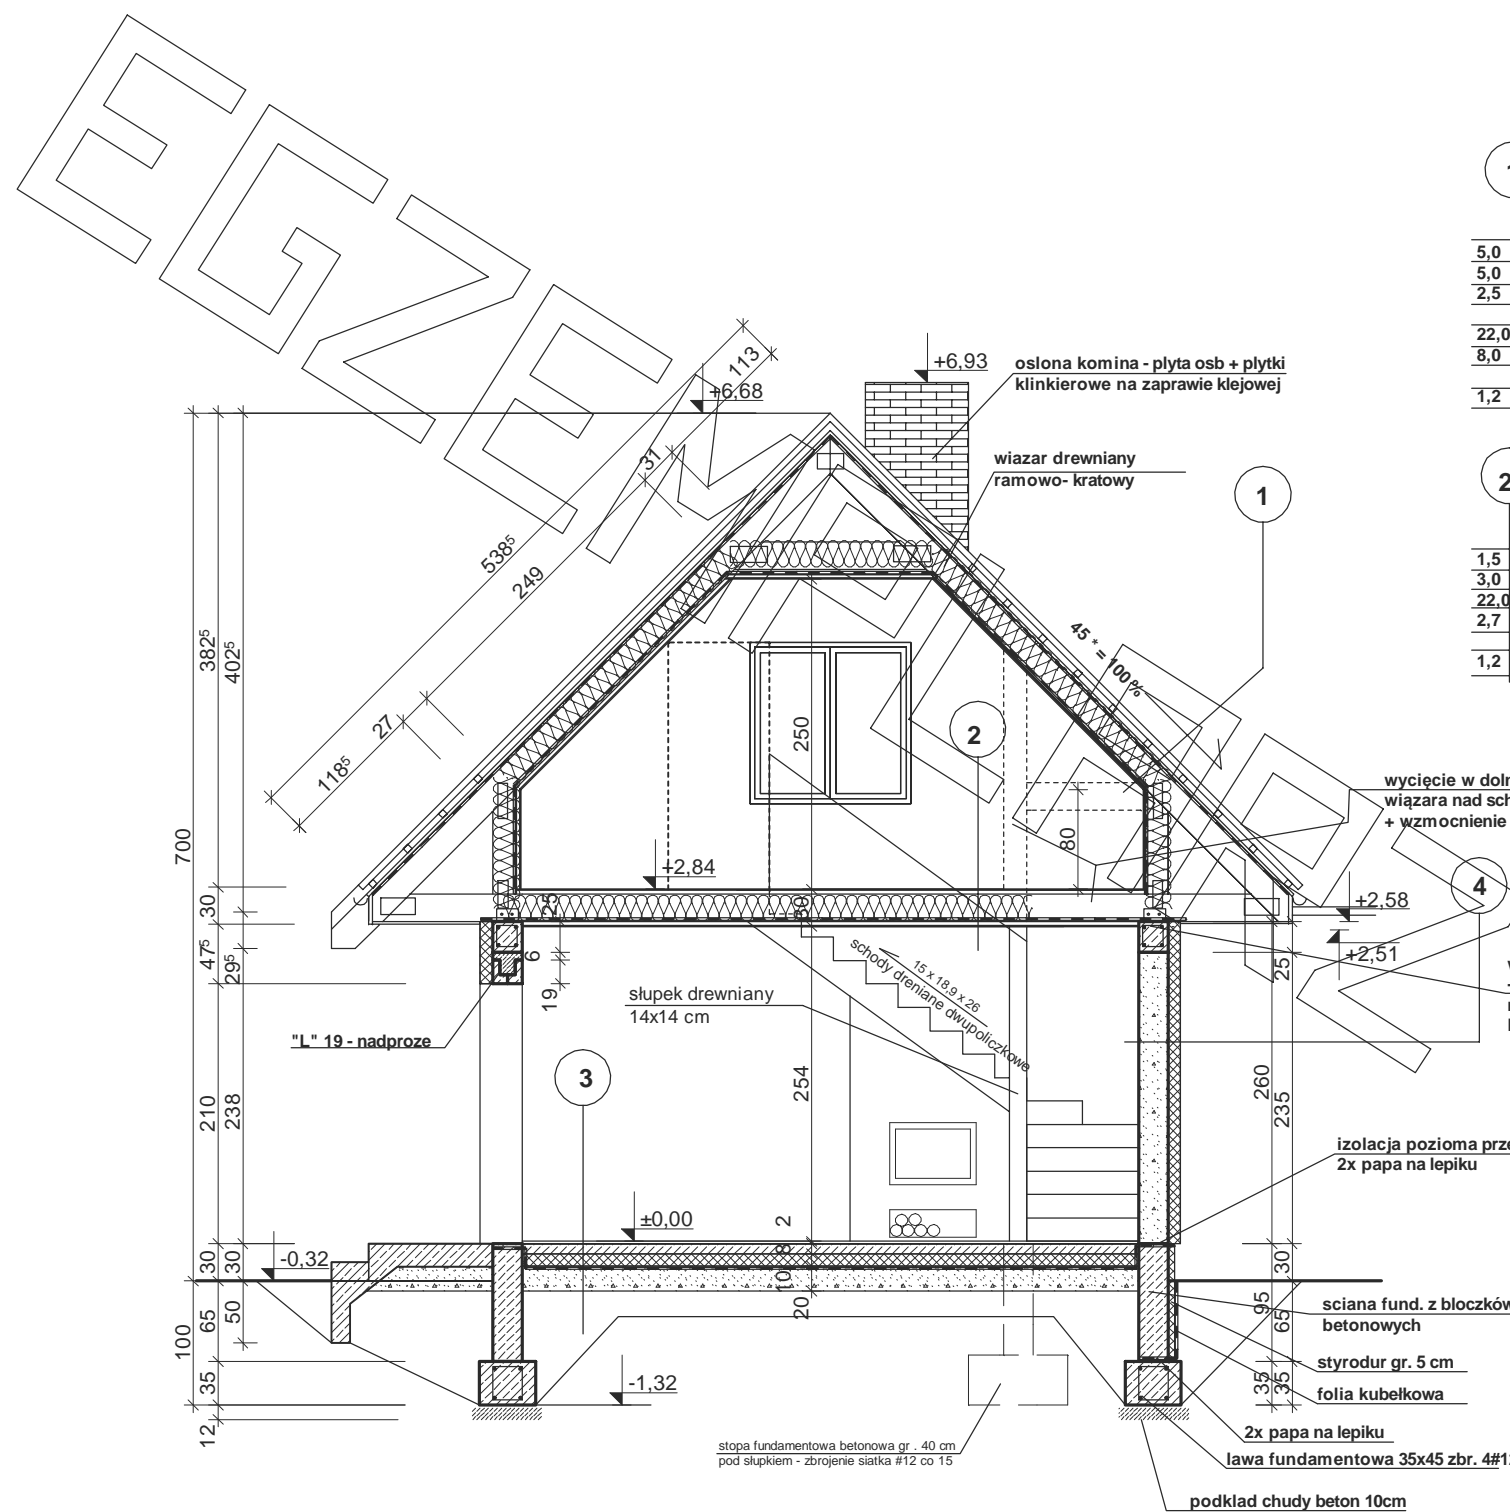 EGZE
+6,93
oslona komina - plyta osb + plytki
klinkierowe na zaprawie klejowej
+6,68
113
31
538⁵
249
27
118⁵
wiazar drewniany
ramowo- kratowy
1
5,0
5,0
2,5
22,0
8,0
1,2
2
1,5
3,0
22,0
2,7
1,2
45 * = 100%
382⁵
402⁵
700
250
2
80
wycięcie w
wiązara nad
+ wzmocnienie
4
+2,84
+2,58
+2,51
30
47⁵
29⁵
25
6
19
30
25
słupek drewniany
14x14 cm
15 x 18,9 x 26
schody dreniane dwupoliczkowe
"L" 19 - nadproze
3
254
210
238
260
235
izolacja pozioma
2x papa na lepiku
±0,00
2
8
10
20
-0,32
30
30
65
50
100
35
12
30
95
65
35
35
-1,32
sciana fund. z bloczków
betonowych
styrodur gr. 5 cm
folia kubełkowa
2x papa na lepiku
lawa fundamentowa 35x45 zbr.
podklad chudy beton 10cm
stopa fundamentowa betonowa gr . 40 cm
pod słupkiem - zbrojenie siatka #12 co 15